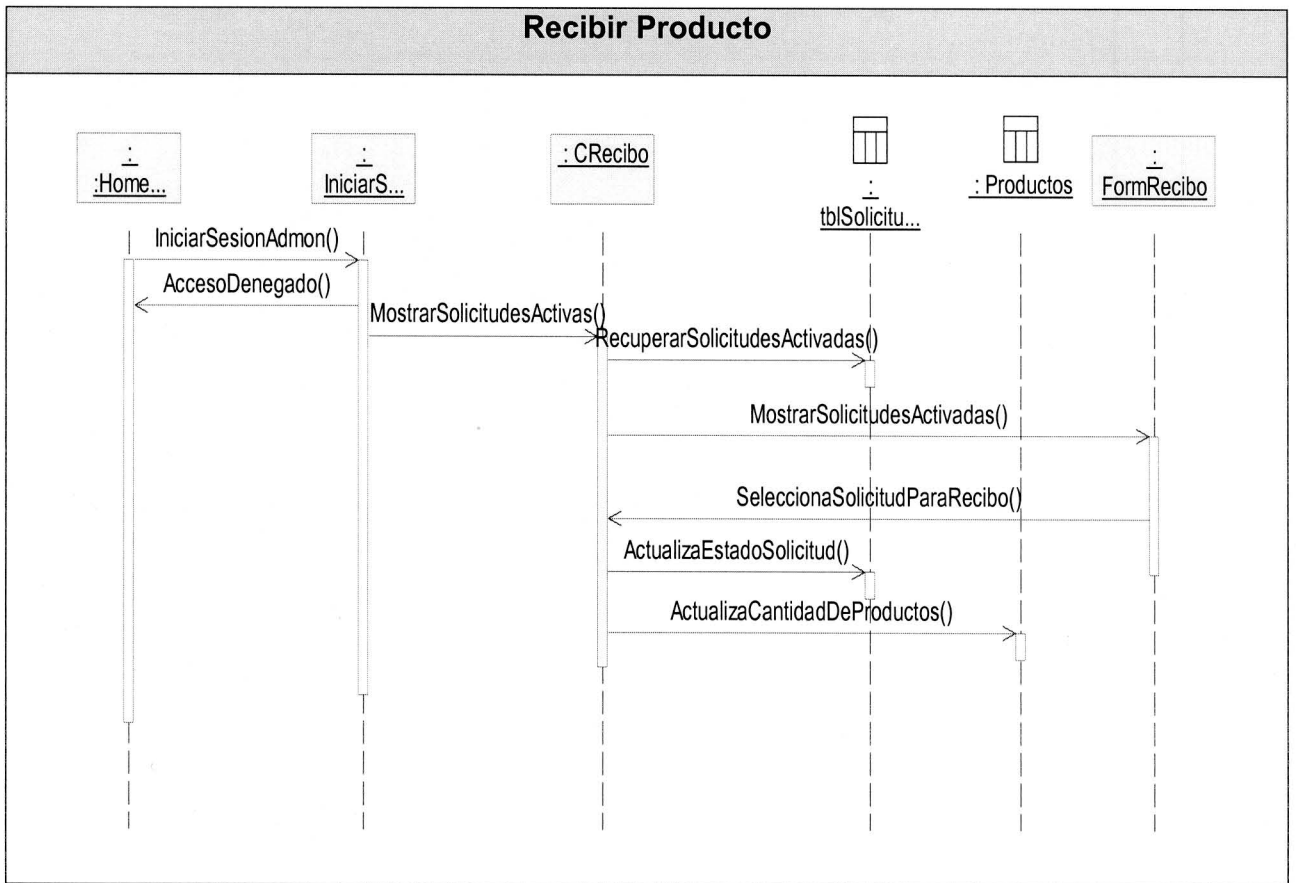 Recibir Producto
:
:Home...
:
IniciarS...
: CRecibo
:
tblSolicitu...
: Productos
:
FormRecibo
IniciarSesionAdmon()
AccesoDenegado()
MostrarSolicitudesActivas()
RecuperarSolicitudesActivadas()
MostrarSolicitudesActivadas()
SeleccionaSolicitudParaRecibo()
ActualizaEstadoSolicitud()
ActualizaCantidadDeProductos()